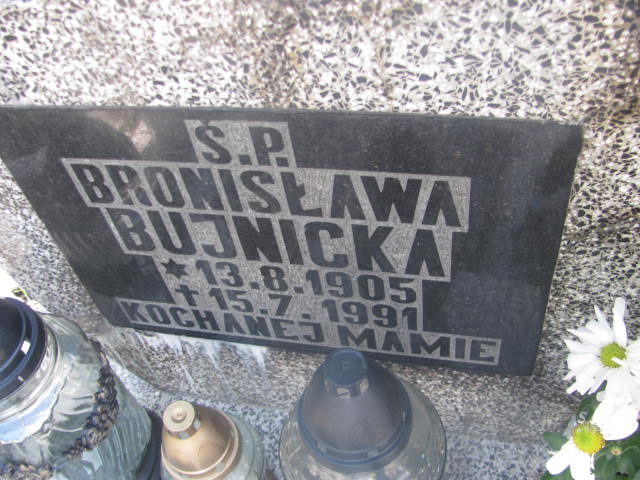 Ś.P.
BRONISŁAWA
BUJNICKA
* 13.8.1905
† 15.7.1991
KOCHANEJ MAMIE